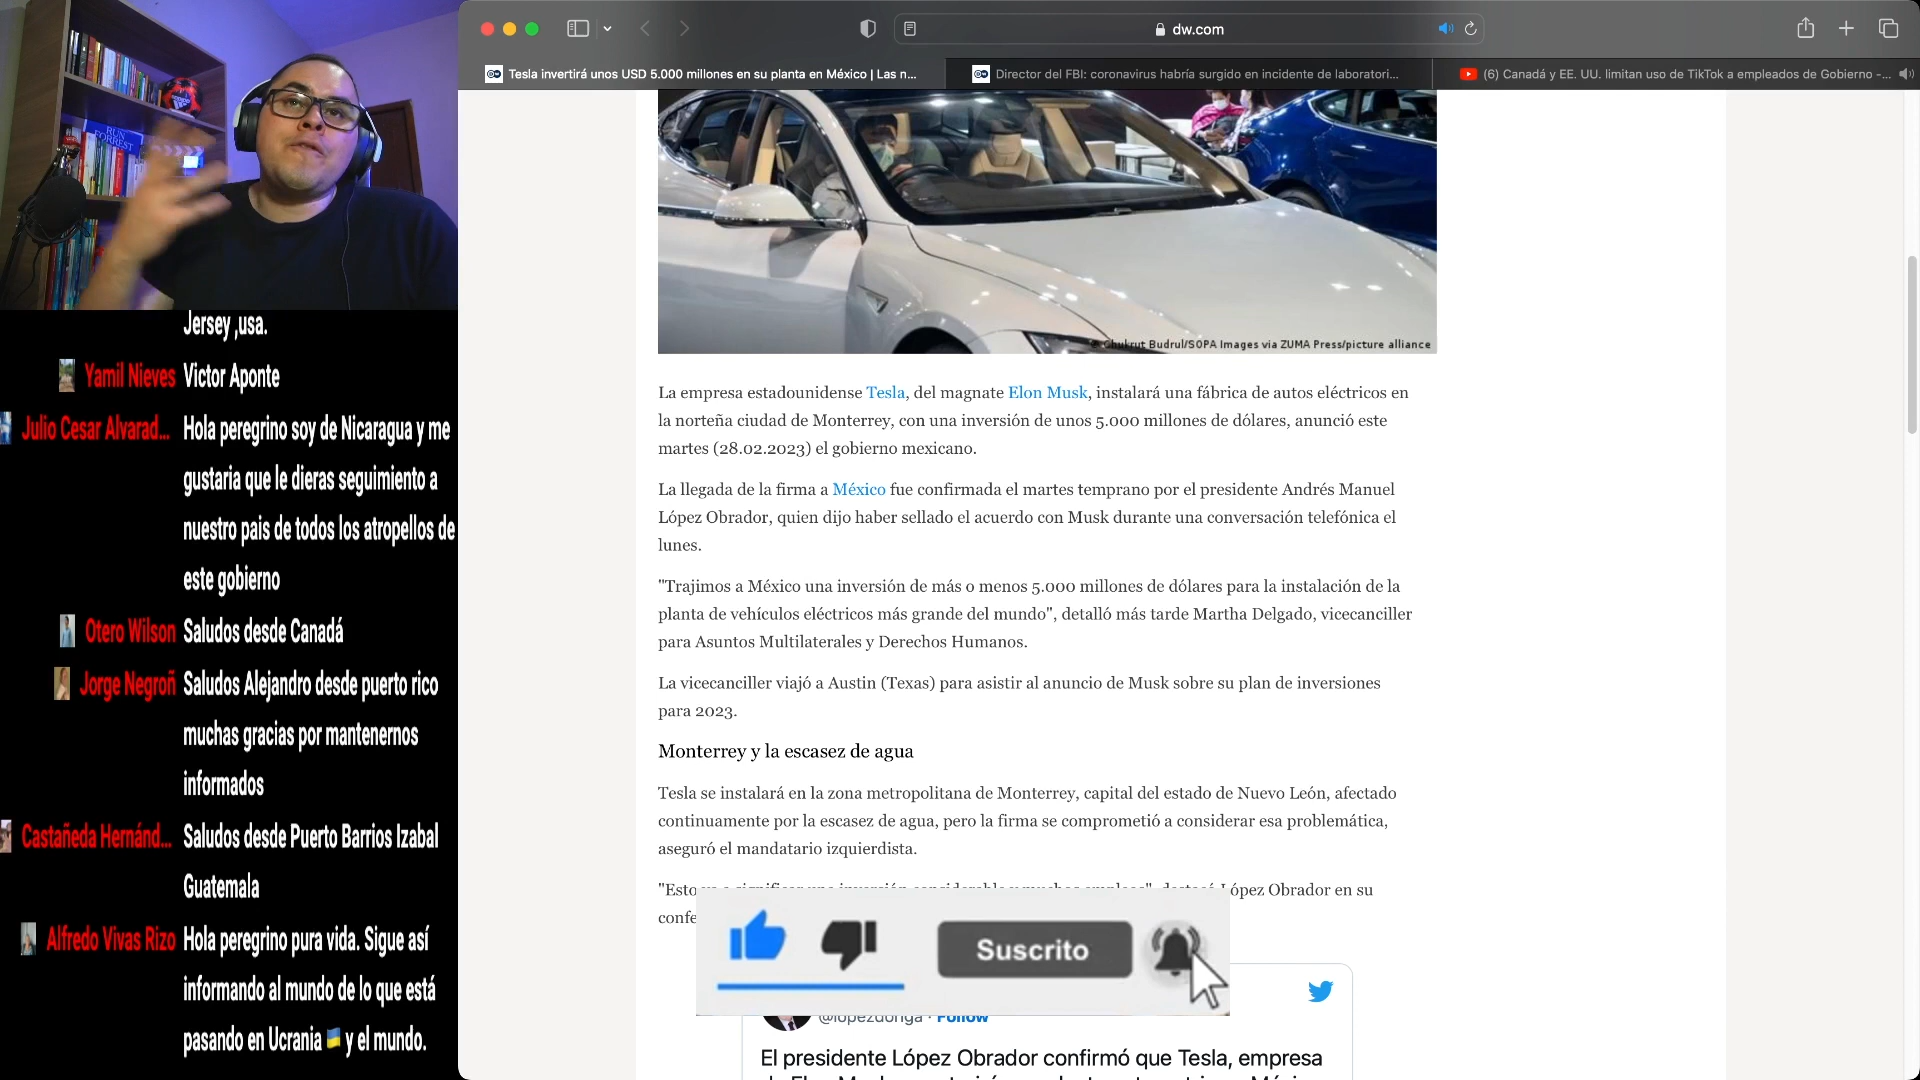 dw.com
Tesla invertirá unos USD 5.000 millones en su planta en México | Las n...
Director del FBI: coronavirus habría surgido en incidente de laboratori...
(6) Canadá y EE. UU. limitan uso de TikTok a empleados de Gobierno -...
RUN
FORREST
Jersey ,usa.
Yamil Nieves Victor Aponte
Julio Cesar Alvarad... Hola peregrino soy de Nicaragua y me
gustaria que le dieras seguimiento a
nuestro pais de todos los atropellos de
este gobierno
Otero Wilson Saludos desde Canadá
Jorge Negroñ Saludos Alejandro desde puerto rico
muchas gracias por mantenernos
informados
Castañeda Hernánd... Saludos desde Puerto Barrios Izabal
Guatemala
Alfredo Vivas Rizo Hola peregrino pura vida. Sigue así
informando al mundo de lo que está
pasando en Ucrania 🇺🇦 y el mundo.
Chukrut Budrul/SOPA Images via ZUMA Press/picture alliance
La empresa estadounidense Tesla, del magnate Elon Musk, instalará una fábrica de autos eléctricos en
la norteña ciudad de Monterrey, con una inversión de unos 5.000 millones de dólares, anunció este
martes (28.02.2023) el gobierno mexicano.
La llegada de la firma a México fue confirmada el martes temprano por el presidente Andrés Manuel
López Obrador, quien dijo haber sellado el acuerdo con Musk durante una conversación telefónica el
lunes.
"Trajimos a México una inversión de más o menos 5.000 millones de dólares para la instalación de la
planta de vehículos eléctricos más grande del mundo", detalló más tarde Martha Delgado, vicecanciller
para Asuntos Multilaterales y Derechos Humanos.
La vicecanciller viajó a Austin (Texas) para asistir al anuncio de Musk sobre su plan de inversiones
para 2023.
Monterrey y la escasez de agua
Tesla se instalará en la zona metropolitana de Monterrey, capital del estado de Nuevo León, afectado
continuamente por la escasez de agua, pero la firma se comprometió a considerar esa problemática,
aseguró el mandatario izquierdista.
"Esto va a significar una inversión considerable y muchos empleos", destacó López Obrador en su
confe
Suscrito
@lopezdoriga · Follow
El presidente López Obrador confirmó que Tesla, empresa